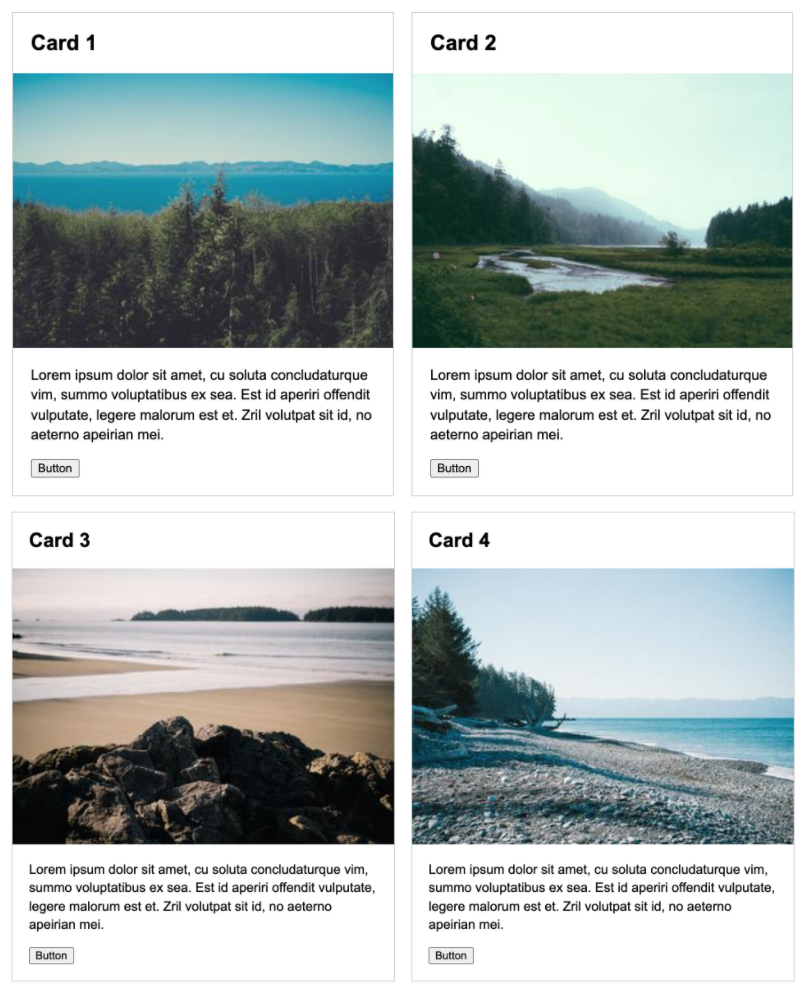 Card 1
Lorem ipsum dolor sit amet, cu soluta concludaturque
vim, summo voluptatibus ex sea. Est id aperiri offendit
vulputate, legere malorum est et. Zril volutpat sit id, no
aeterno apeirian mei.
Button
Card 2
Lorem ipsum dolor sit amet, cu soluta concludaturque
vim, summo voluptatibus ex sea. Est id aperiri offendit
vulputate, legere malorum est et. Zril volutpat sit id, no
aeterno apeirian mei.
Button
Card 3
Lorem ipsum dolor sit amet, cu soluta concludaturque vim,
summo voluptatibus ex sea. Est id aperiri offendit vulputate,
legere malorum est et. Zril volutpat sit id, no aeterno
apeirian mei.
Button
Card 4
Lorem ipsum dolor sit amet, cu soluta concludaturque vim,
summo voluptatibus ex sea. Est id aperiri offendit vulputate,
legere malorum est et. Zril volutpat sit id, no aeterno
apeirian mei.
Button